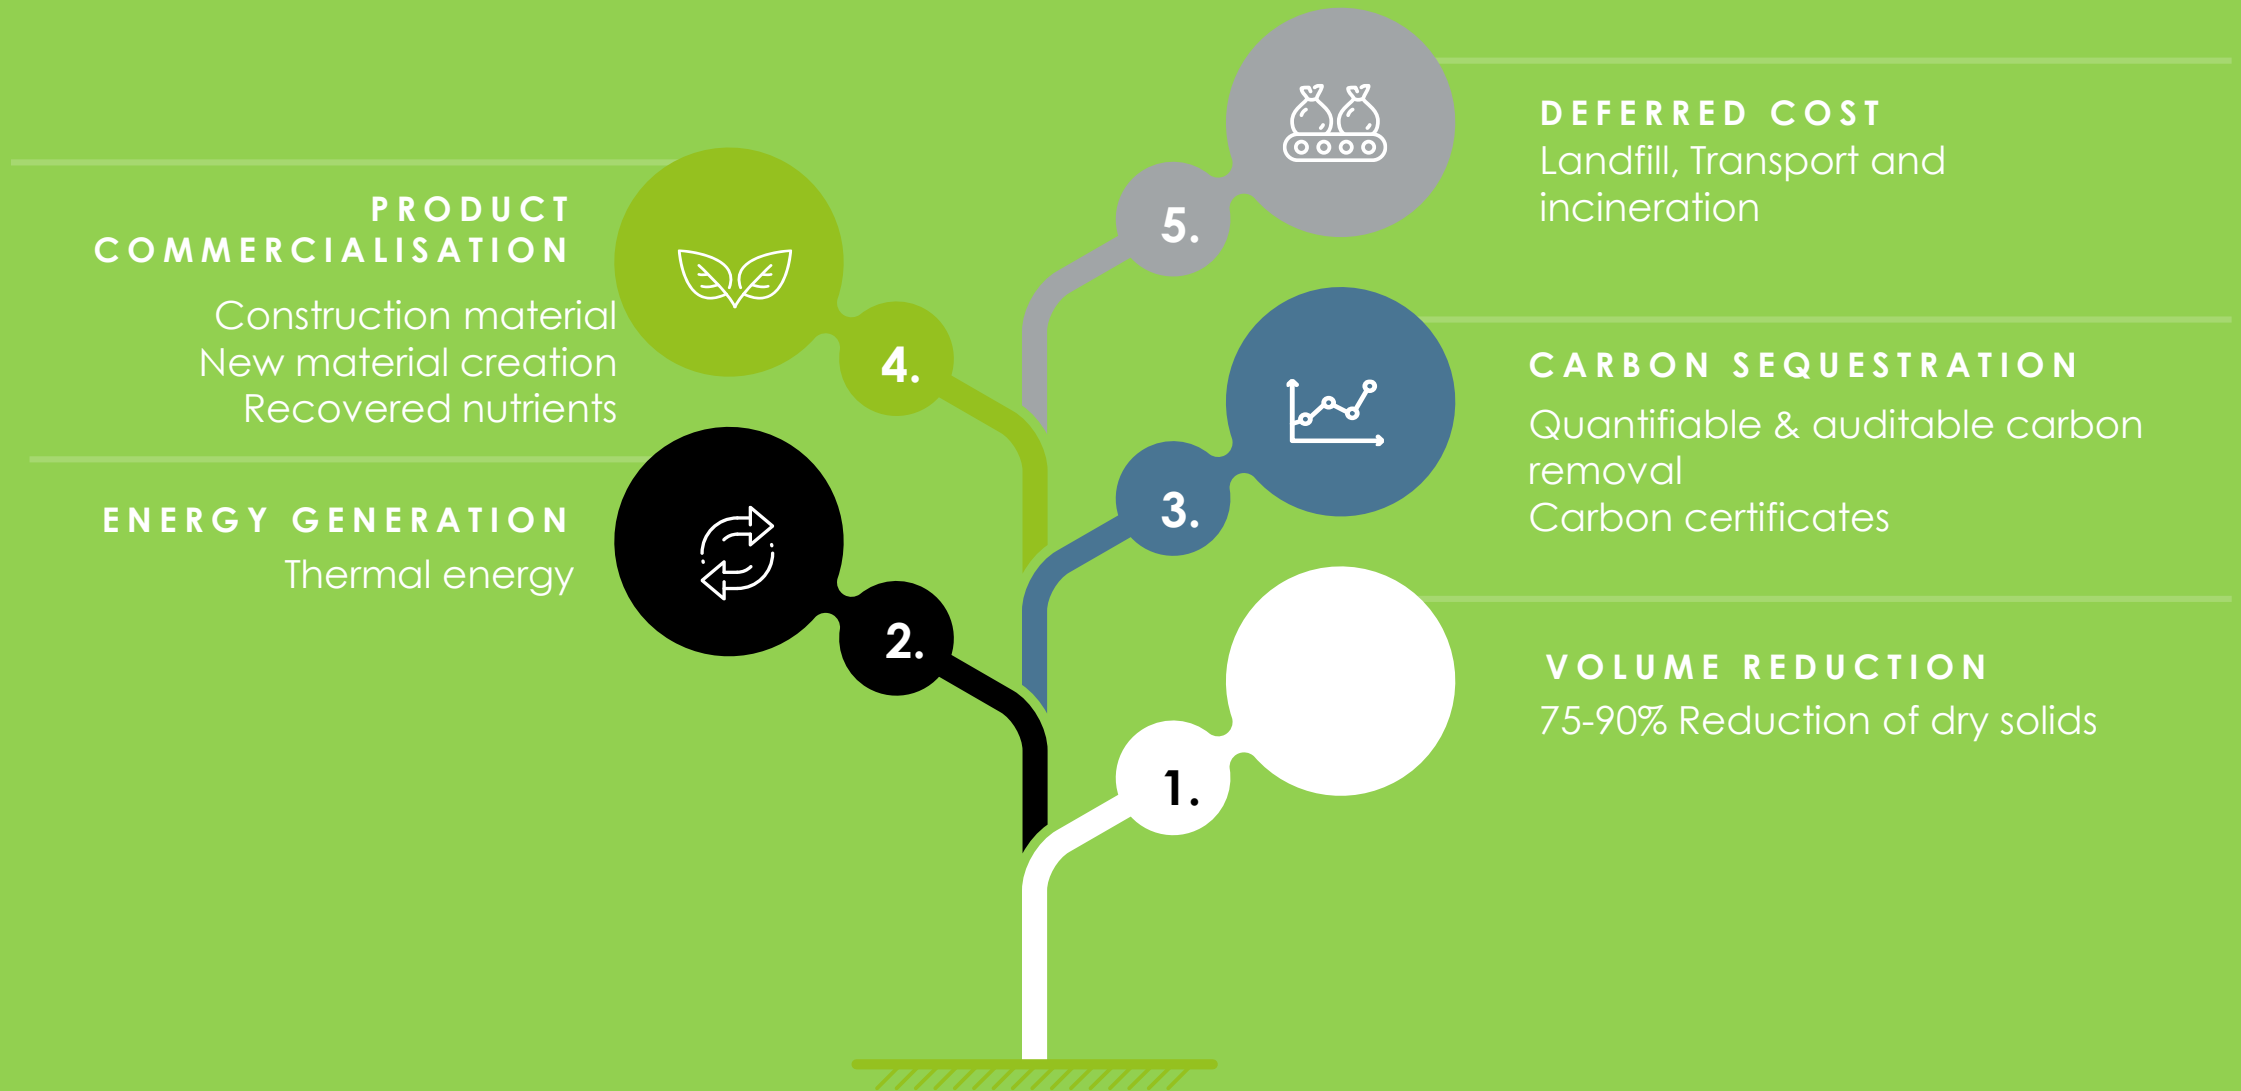 5.
DEFERRED COST
Landfill, Transport and
incineration
PRODUCT
COMMERCIALISATION
Construction material
New material creation
Recovered nutrients
4.
3.
CARBON SEQUESTRATION
Quantifiable & auditable carbon
removal
Carbon certificates
ENERGY GENERATION
Thermal energy
2.
1.
VOLUME REDUCTION
75-90% Reduction of dry solids